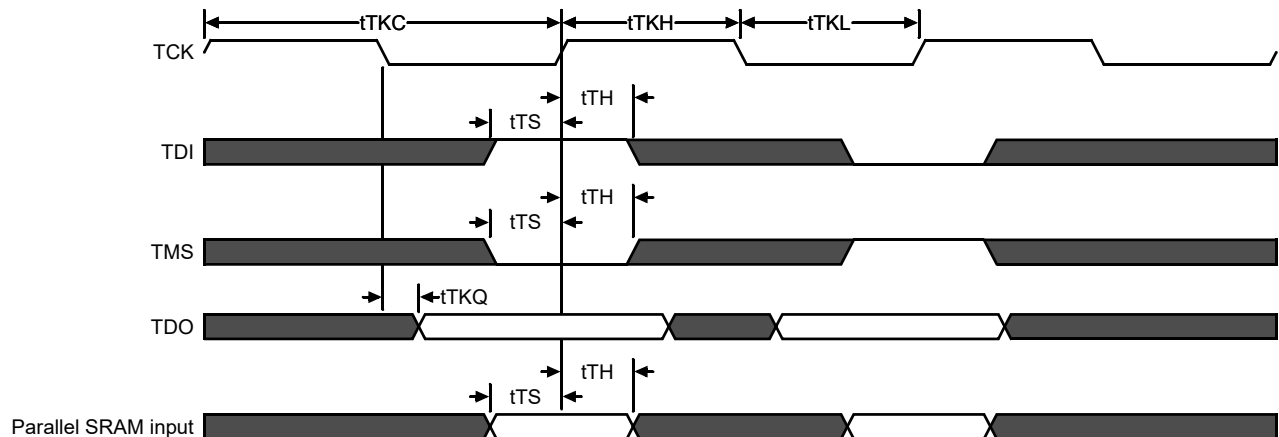 tTKC tTKH tTKL
TCK
tTH
tTS
TDI
tTH
tTS
TMS
tTKQ
TDO
tTH
tTS
Parallel SRAM input